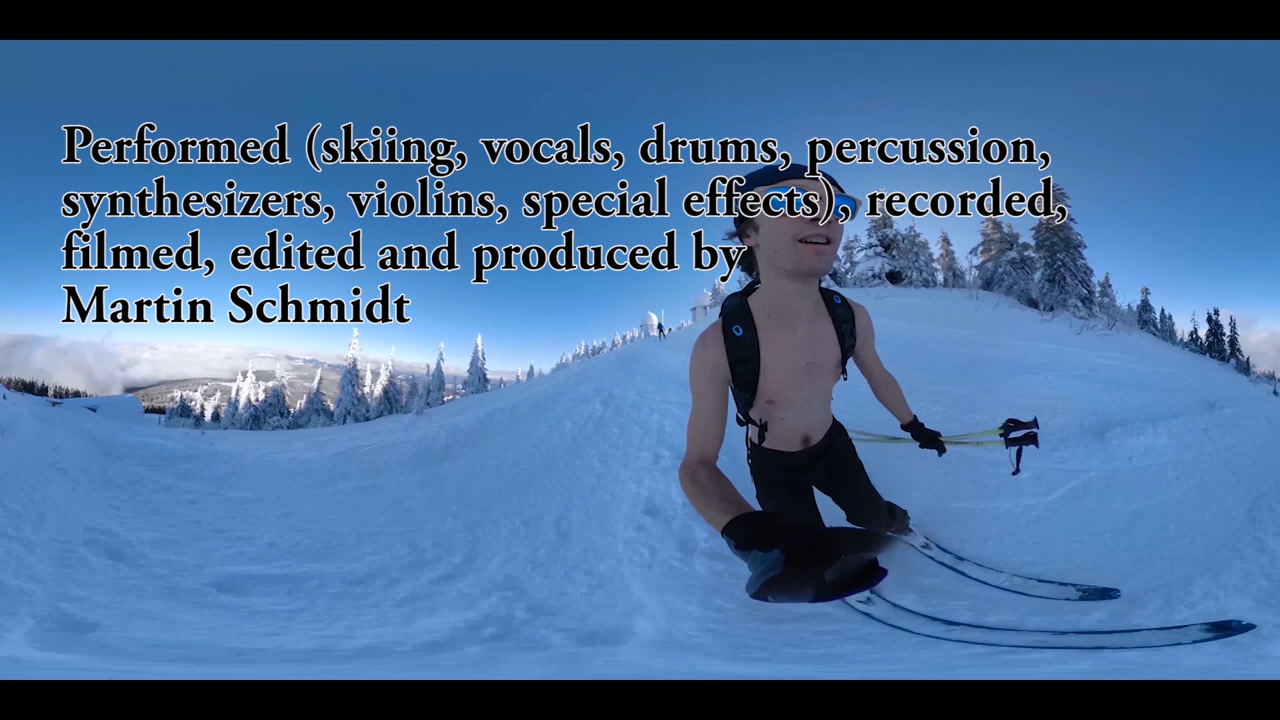 Performed (skiing, vocals, drums, percussion,
synthesizers, violins, special effects), recorded,
filmed, edited and produced by
Martin Schmidt